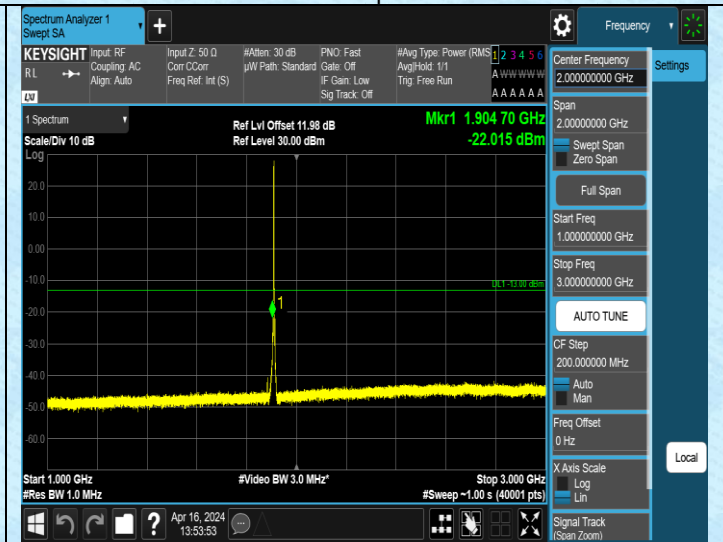 Spectrum Analyzer 1
Swept SA
Frequency
KEYSIGHT
RL
LXI
Input: RF
Coupling: AC
Align: Auto
Input Z: 50 Ω
Corr CCorr
Freq Ref: Int (S)
#Atten: 30 dB
µW Path: Standard
PNO: Fast
Gate: Off
IF Gain: Low
Sig Track: Off
#Avg Type: Power (RMS
Avg|Hold: 1/1
Trig: Free Run
1 2 3 4 5 6
A W W W W W
A A A A A A
1 Spectrum
Scale/Div 10 dB
Log
Ref Lvl Offset 11.98 dB
Ref Level 30.00 dBm
Mkr1 1.904 70 GHz
-22.015 dBm
20.0
10.0
0.00
-10.0
-20.0
-30.0
-40.0
-50.0
-60.0
DL1 -13.00 dBm
1
Start 1.000 GHz
#Res BW 1.0 MHz
#Video BW 3.0 MHz*
Stop 3.000 GHz
#Sweep ~1.00 s (40001 pts)
Center Frequency
2.000000000 GHz
Settings
Span
2.00000000 GHz
Swept Span
Zero Span
Full Span
Start Freq
1.000000000 GHz
Stop Freq
3.000000000 GHz
AUTO TUNE
CF Step
200.000000 MHz
Auto
Man
Freq Offset
0 Hz
X Axis Scale
Log
Lin
Signal Track
(Span Zoom)
Local
?
Apr 16, 2024
13:53:53